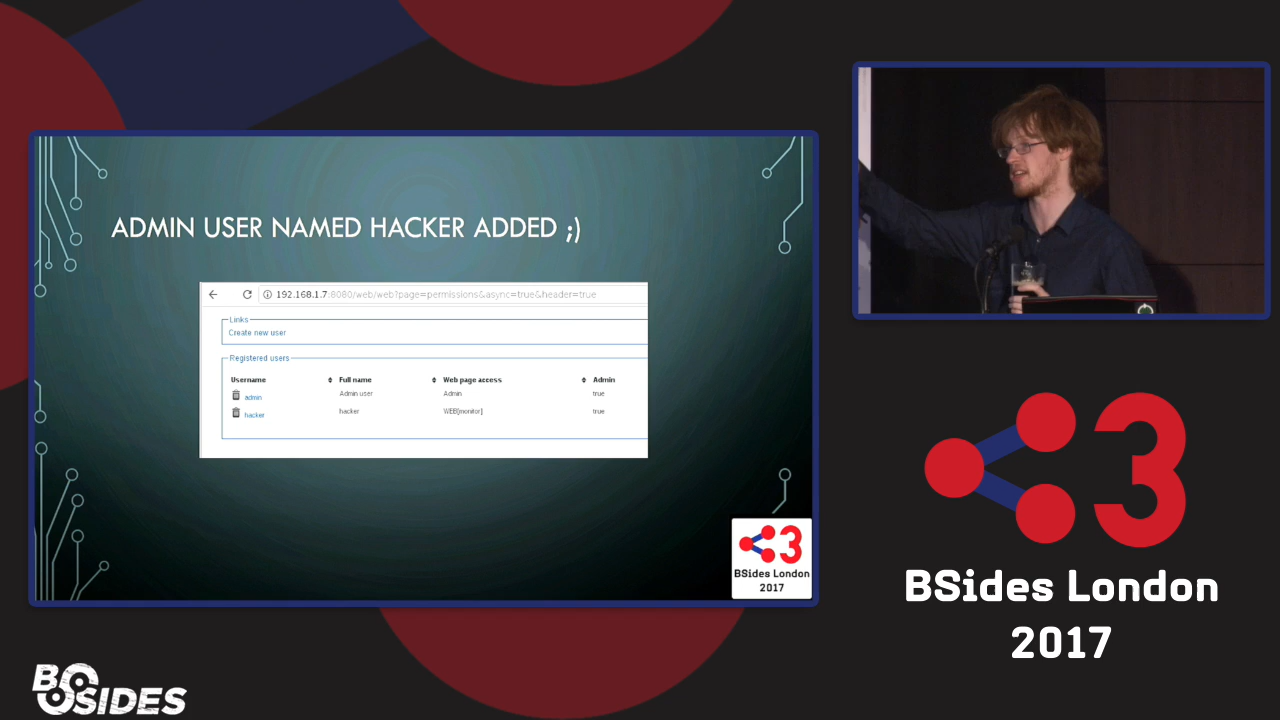 ADMIN USER NAMED HACKER ADDED ;)
192.168.1.7:8080/web/web?page=permissions&async=true&header=true
Links
Create new user
Registered users
Username Full name Web page access Admin
admin Admin user Admin true
hacker hacker WEB[monitor] true
3
BSides London
2017
3
BSides London
2017
BSIDES